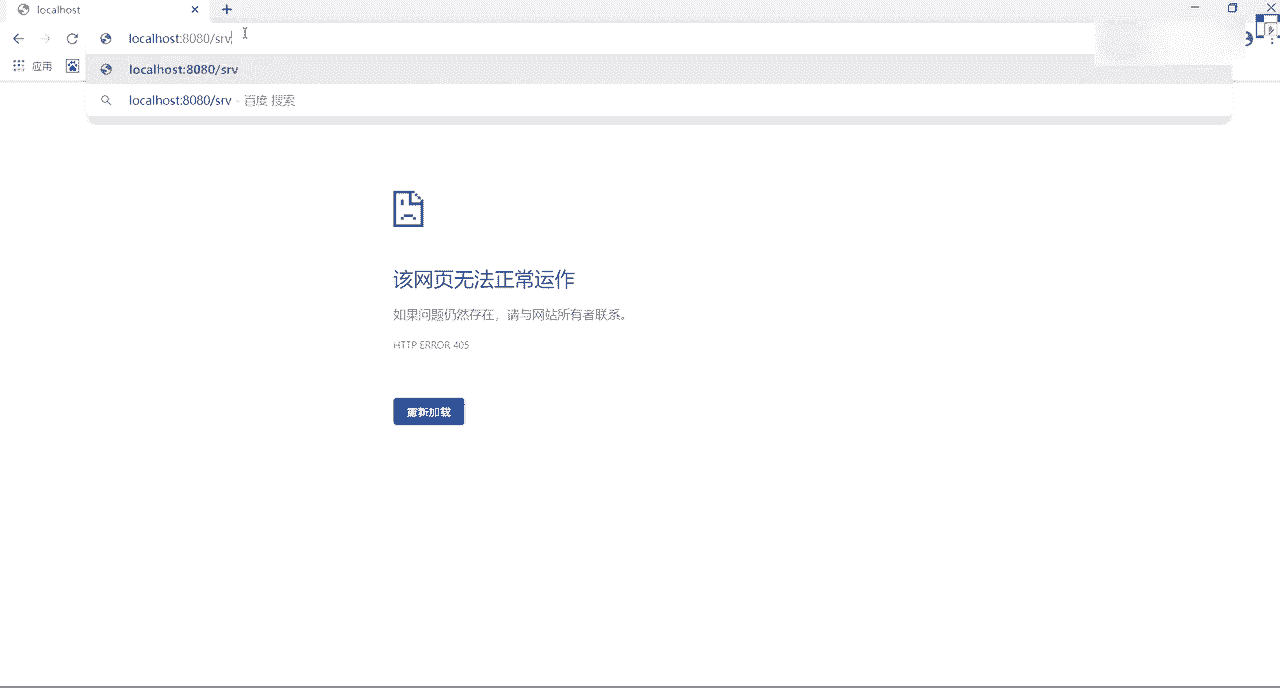 localhost
localhost:8080/srv
应用
localhost:8080/srv
localhost:8080/srv - 百度 搜索
该网页无法正常运作
如果问题仍然存在，请与网站所有者联系。
HTTP ERROR 405
重新加载